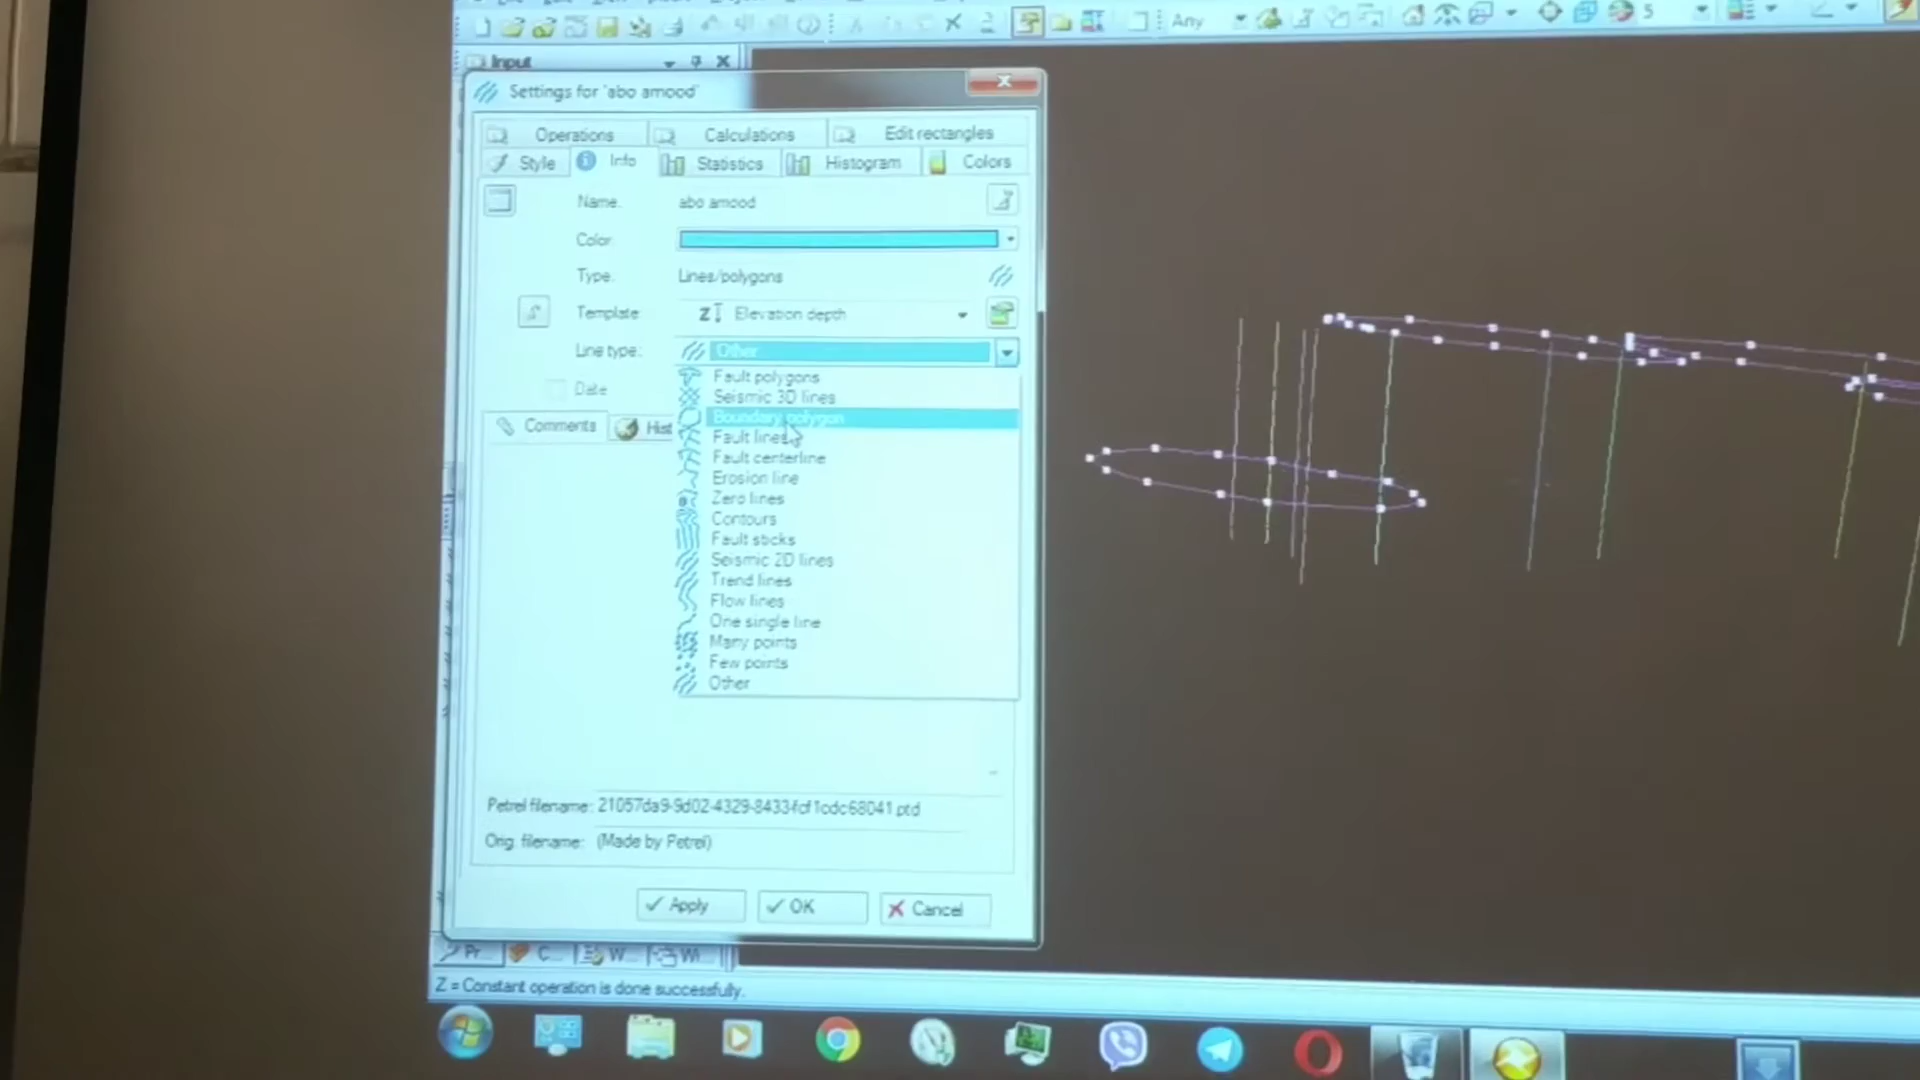 Any
5
Input
Settings for 'abo amood'
Operations
Calculations
Edit rectangles
Style
Info
Statistics
Histogram
Colors
Name:
abo amood
Color:
Type:
Lines/polygons
Template:
Elevation depth
Line type:
Other
Date
Fault polygons
Seismic 3D lines
Boundary polygon
Fault lines
Fault centerline
Erosion line
Zero lines
Contours
Fault sticks
Seismic 2D lines
Trend lines
Flow lines
One single line
Many points
Few points
Other
Comments
Hist
Petrel filename: 21057da9-9d02-4329-8433-fcf1cdc68041.ptd
Orig. filename: (Made by Petrel)
Apply
OK
Cancel
Pr...
C...
W...
Wi...
Z = Constant operation is done successfully.